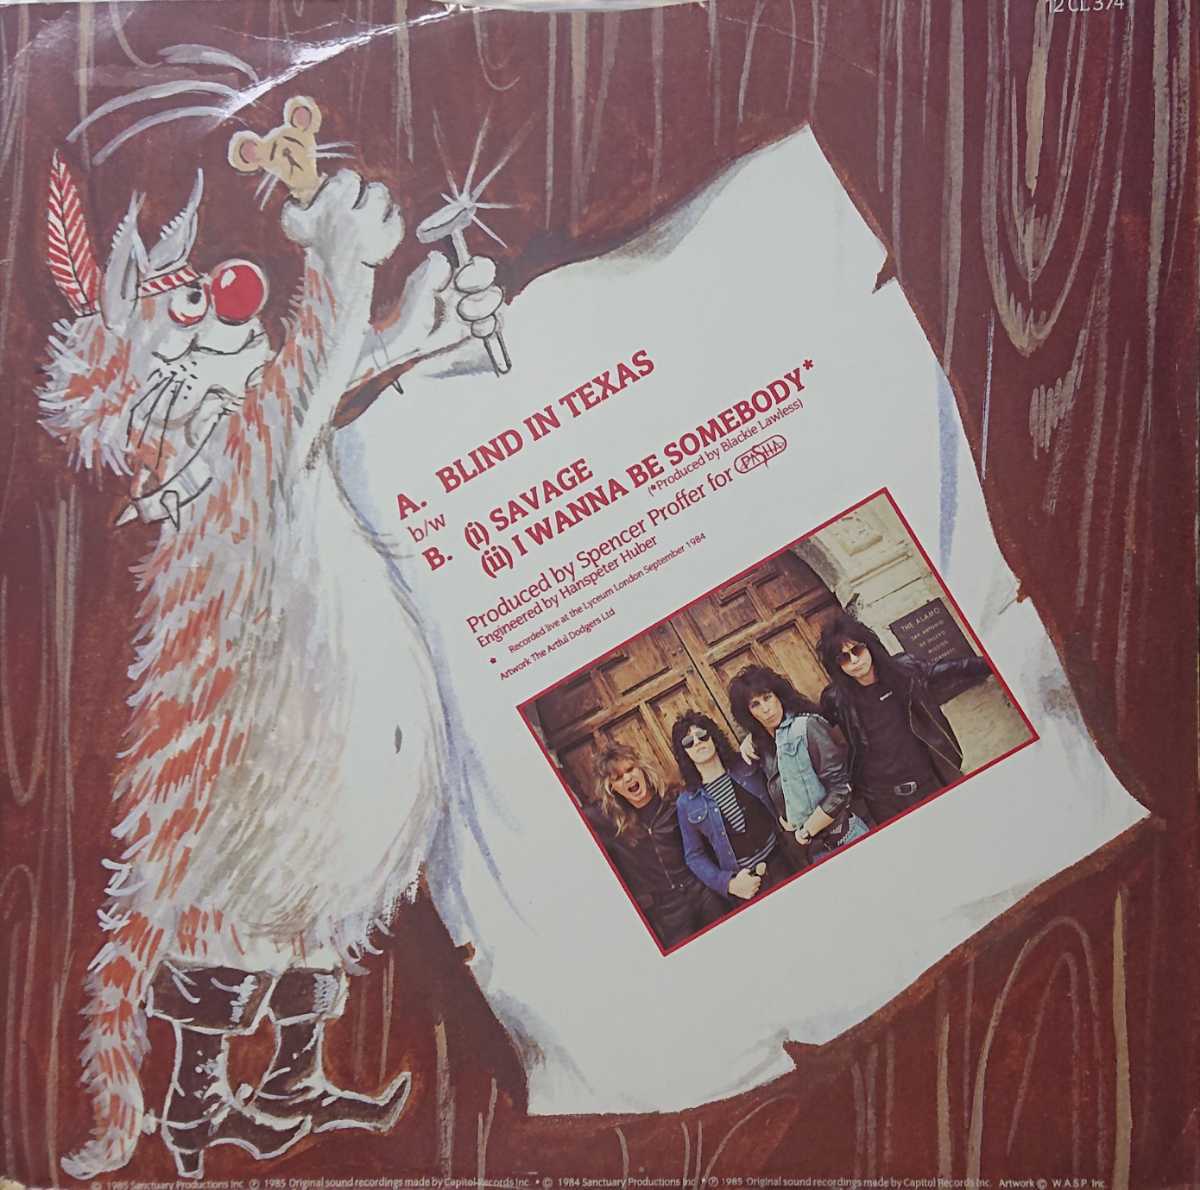 12 CL 374
A. BLIND IN TEXAS
b/w
B. (i) SAVAGE
(ii) I WANNA BE SOMEBODY*
(*Produced by Blackie Lawless)
Produced by Spencer Proffer for PASHA
Engineered by Hanspeter Huber
* Recorded live at the Lyceum London September 1984
Artwork The Artful Dodgers Ltd
THE ALAMO
SAN ANTONIO
MISSION
© 1985 Sanctuary Productions Inc ℗ 1985 Original sound recordings made by Capitol Records Inc. • © 1984 Sanctuary Productions Inc • ℗ 1985 Original sound recordings made by Capitol Records Inc. Artwork © W.A.S.P. Inc.